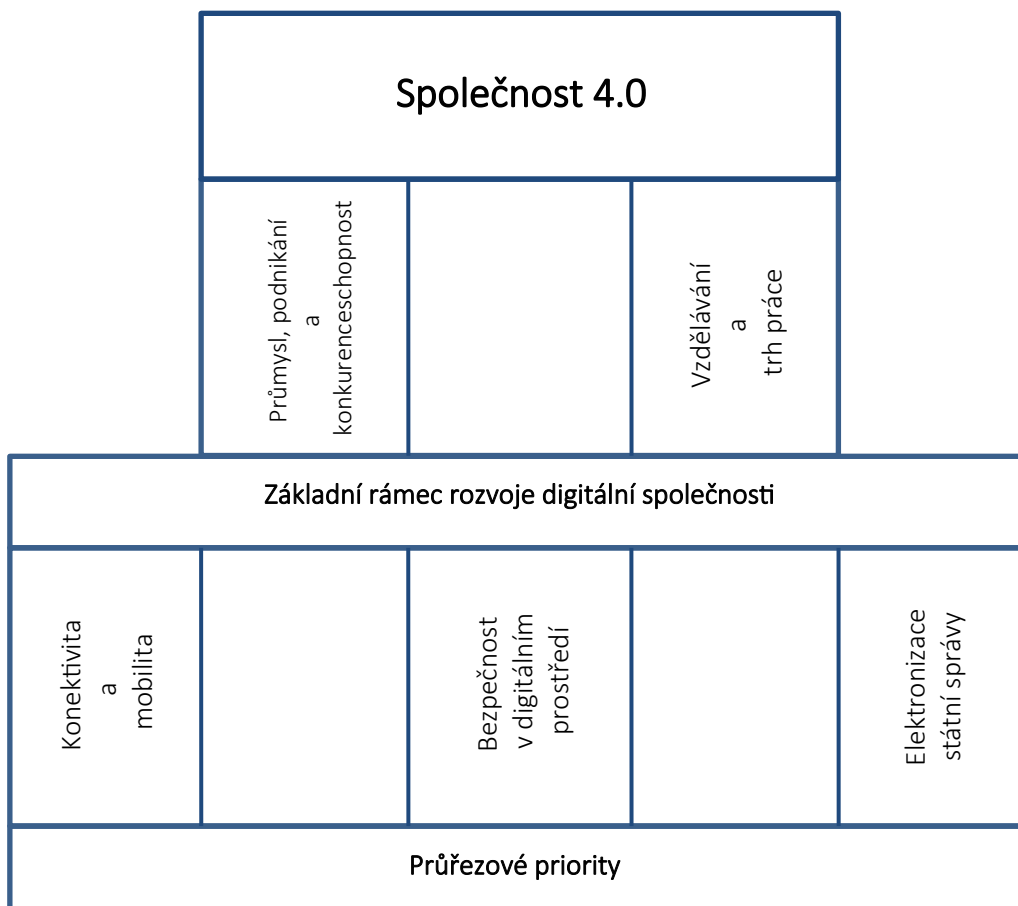 Společnost 4.0
Průmysl, podnikání
a
konkurenceschopnost
Vzdělávání
a
trh práce
Základní rámec rozvoje digitální společnosti
Konektivita
a
mobilita
Bezpečnost
v digitálním
prostředí
Elektronizace
státní správy
Průřezové priority